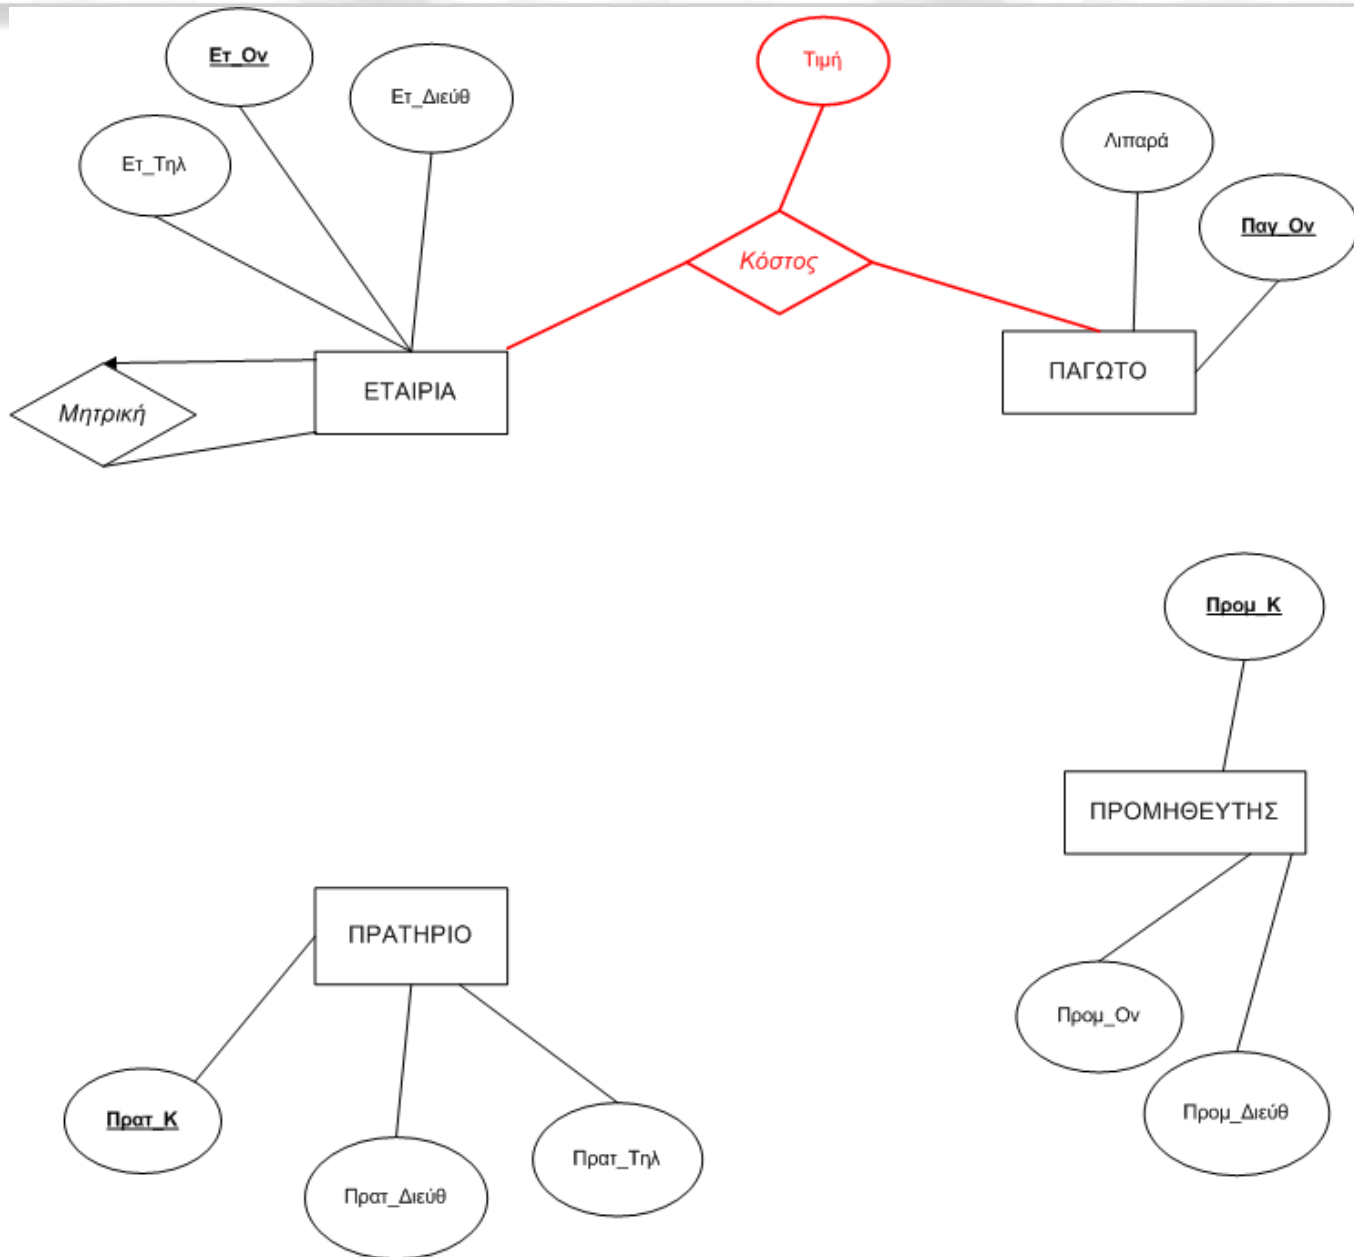 Ετ_Ον
Ετ_Διεύθ
Ετ_Τηλ
Τιμή
Λιπαρά
Παγ_Ον
Κόστος
ΕΤΑΙΡΙΑ
ΠΑΓΩΤΟ
Μητρική
Προμ_Κ
ΠΡΟΜΗΘΕΥΤΗΣ
ΠΡΑΤΗΡΙΟ
Προμ_Ον
Προμ_Διεύθ
Πρατ_Κ
Πρατ_Διεύθ
Πρατ_Τηλ